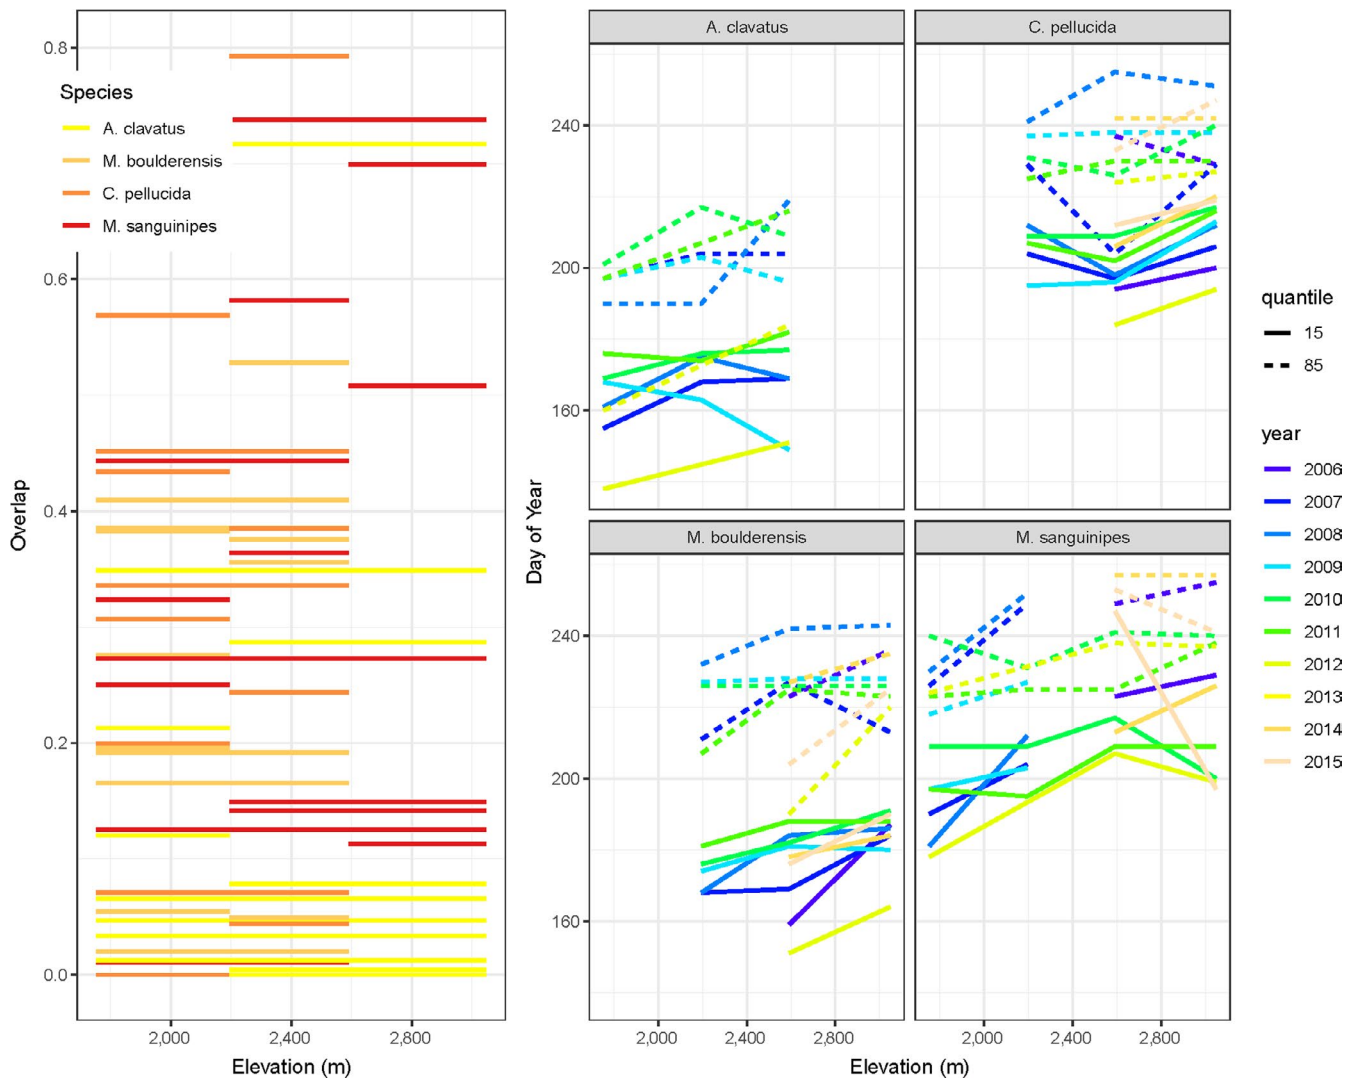 0.8
0.6
0.4
0.2
0.0
Overlap
Species
A. clavatus
M. boulderensis
C. pellucida
M. sanguinipes
2,000
2,400
2,800
Elevation (m)
A. clavatus
C. pellucida
240
200
160
Day of Year
M. boulderensis
M. sanguinipes
240
200
160
2,000
2,400
2,800
2,000
2,400
2,800
Elevation (m)
quantile
15
85
year
2006
2007
2008
2009
2010
2011
2012
2013
2014
2015